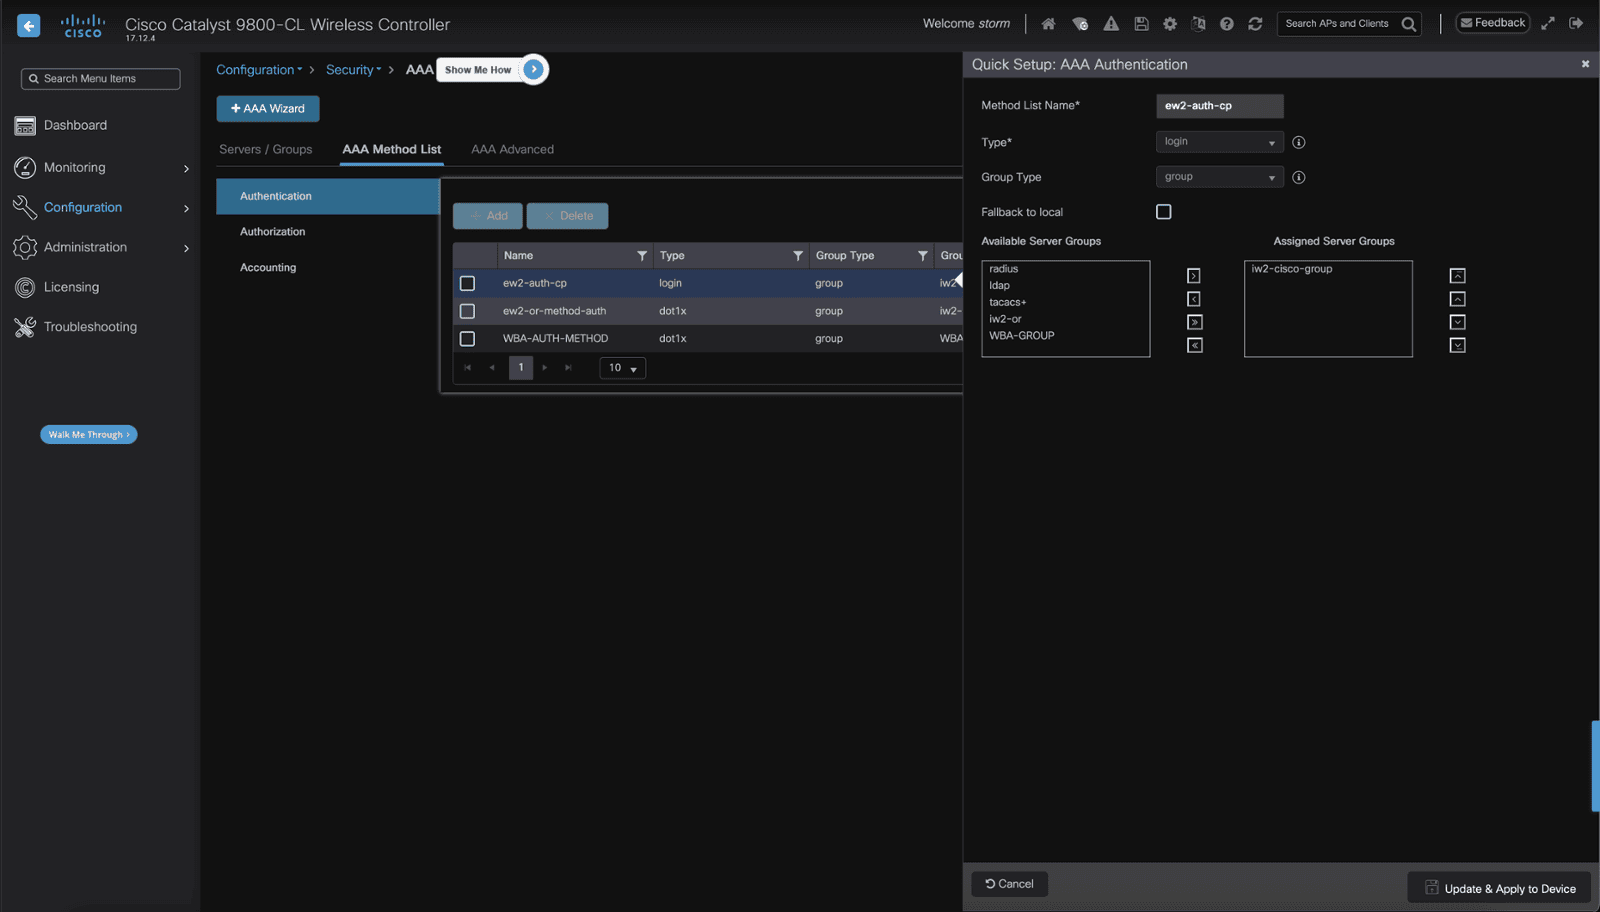 CISCO
Cisco Catalyst 9800-CL Wireless Controller
17.12.4
Welcome storm
Search APs and Clients
Feedback
Search Menu Items
Dashboard
Monitoring
Configuration
Administration
Licensing
Troubleshooting
Walk Me Through >
Configuration > Security > AAA
Show Me How
+ AAA Wizard
Servers / Groups AAA Method List AAA Advanced
Authentication
Authorization
Accounting
+ Add × Delete
Name Type Group Type Grou
ew2-auth-cp login group iw2-
ew2-or-method-auth dot1x group iw2-
WBA-AUTH-METHOD dot1x group WBA
1 10
Quick Setup: AAA Authentication
Method List Name* ew2-auth-cp
Type* login
Group Type group
Fallback to local
Available Server Groups Assigned Server Groups
radius
ldap
tacacs+
iw2-or
WBA-GROUP
iw2-cisco-group
Cancel
Update & Apply to Device